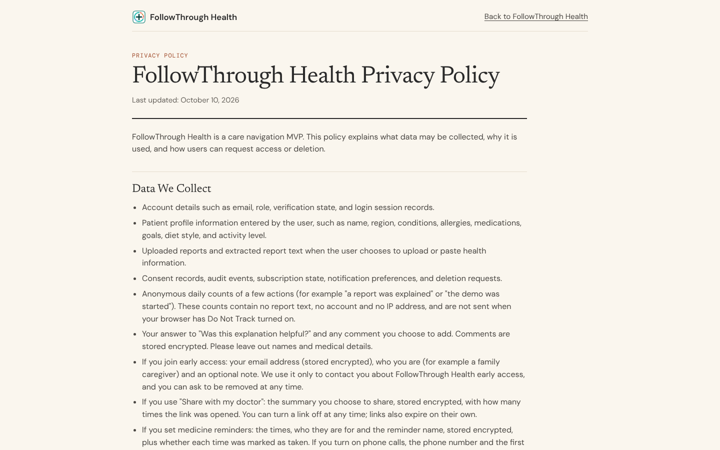 FollowThrough Health
Back to FollowThrough Health
PRIVACY POLICY
FollowThrough Health Privacy Policy
Last updated: October 10, 2026
FollowThrough Health is a care navigation MVP. This policy explains what data may be collected, why it is
used, and how users can request access or deletion.
Data We Collect
• Account details such as email, role, verification state, and login session records.
• Patient profile information entered by the user, such as name, region, conditions, allergies, medications,
goals, diet style, and activity level.
• Uploaded reports and extracted report text when the user chooses to upload or paste health
information.
• Consent records, audit events, subscription state, notification preferences, and deletion requests.
• Anonymous daily counts of a few actions (for example "a report was explained" or "the demo was
started"). These counts contain no report text, no account and no IP address, and are not sent when
your browser has Do Not Track turned on.
• Your answer to "Was this explanation helpful?" and any comment you choose to add. Comments are
stored encrypted. Please leave out names and medical details.
• If you join early access: your email address (stored encrypted), who you are (for example a family
caregiver) and an optional note. We use it only to contact you about FollowThrough Health early access,
and you can ask to be removed at any time.
• If you use "Share with my doctor": the summary you choose to share, stored encrypted, with how many
times the link was opened. You can turn a link off at any time; links also expire on their own.
• If you set medicine reminders: the times, who they are for and the reminder name, stored encrypted,
plus whether each time was marked as taken. If you turn on phone calls, the phone number and the first